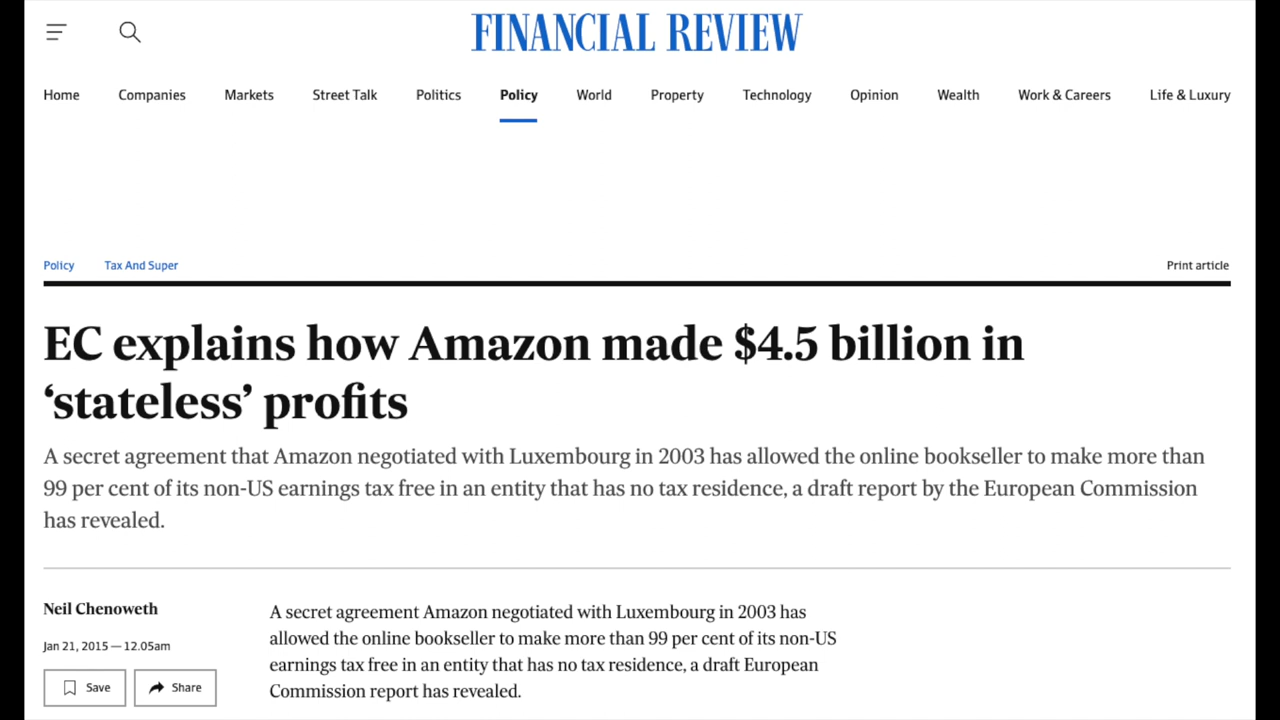 FINANCIAL REVIEW
Home Companies Markets Street Talk Politics Policy World Property Technology Opinion Wealth Work & Careers Life & Luxury
Policy Tax And Super Print article
EC explains how Amazon made $4.5 billion in
‘stateless’ profits
A secret agreement that Amazon negotiated with Luxembourg in 2003 has allowed the online bookseller to make more than
99 per cent of its non-US earnings tax free in an entity that has no tax residence, a draft report by the European Commission
has revealed.
Neil Chenoweth
Jan 21, 2015 — 12.05am
Save Share
A secret agreement Amazon negotiated with Luxembourg in 2003 has
allowed the online bookseller to make more than 99 per cent of its non-US
earnings tax free in an entity that has no tax residence, a draft European
Commission report has revealed.